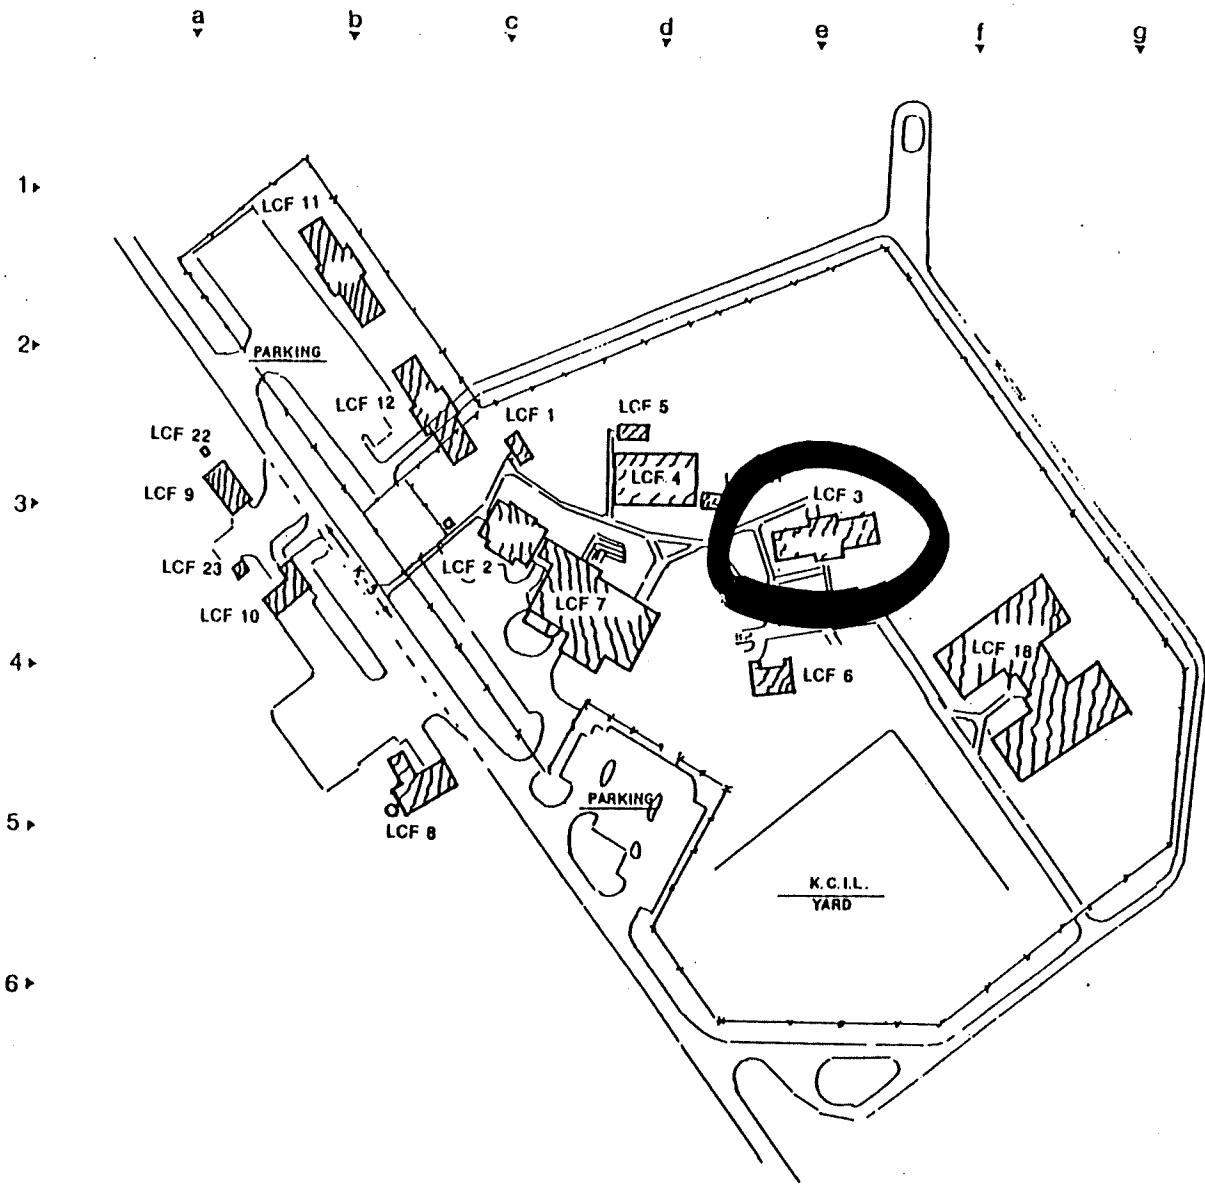 a b c d e f g
1
LCF 11
2
PARKING
LCF 12
LCF 1
LCF 5
LCF 22
LCF 4
LCF 9
3
LCF 3
LCF 2
LCF 23
K-5
LCF 7
LCF 10
4
LCF 18
LCF 6
PARKING
5
LCF 8
K.C.I.L.
YARD
6